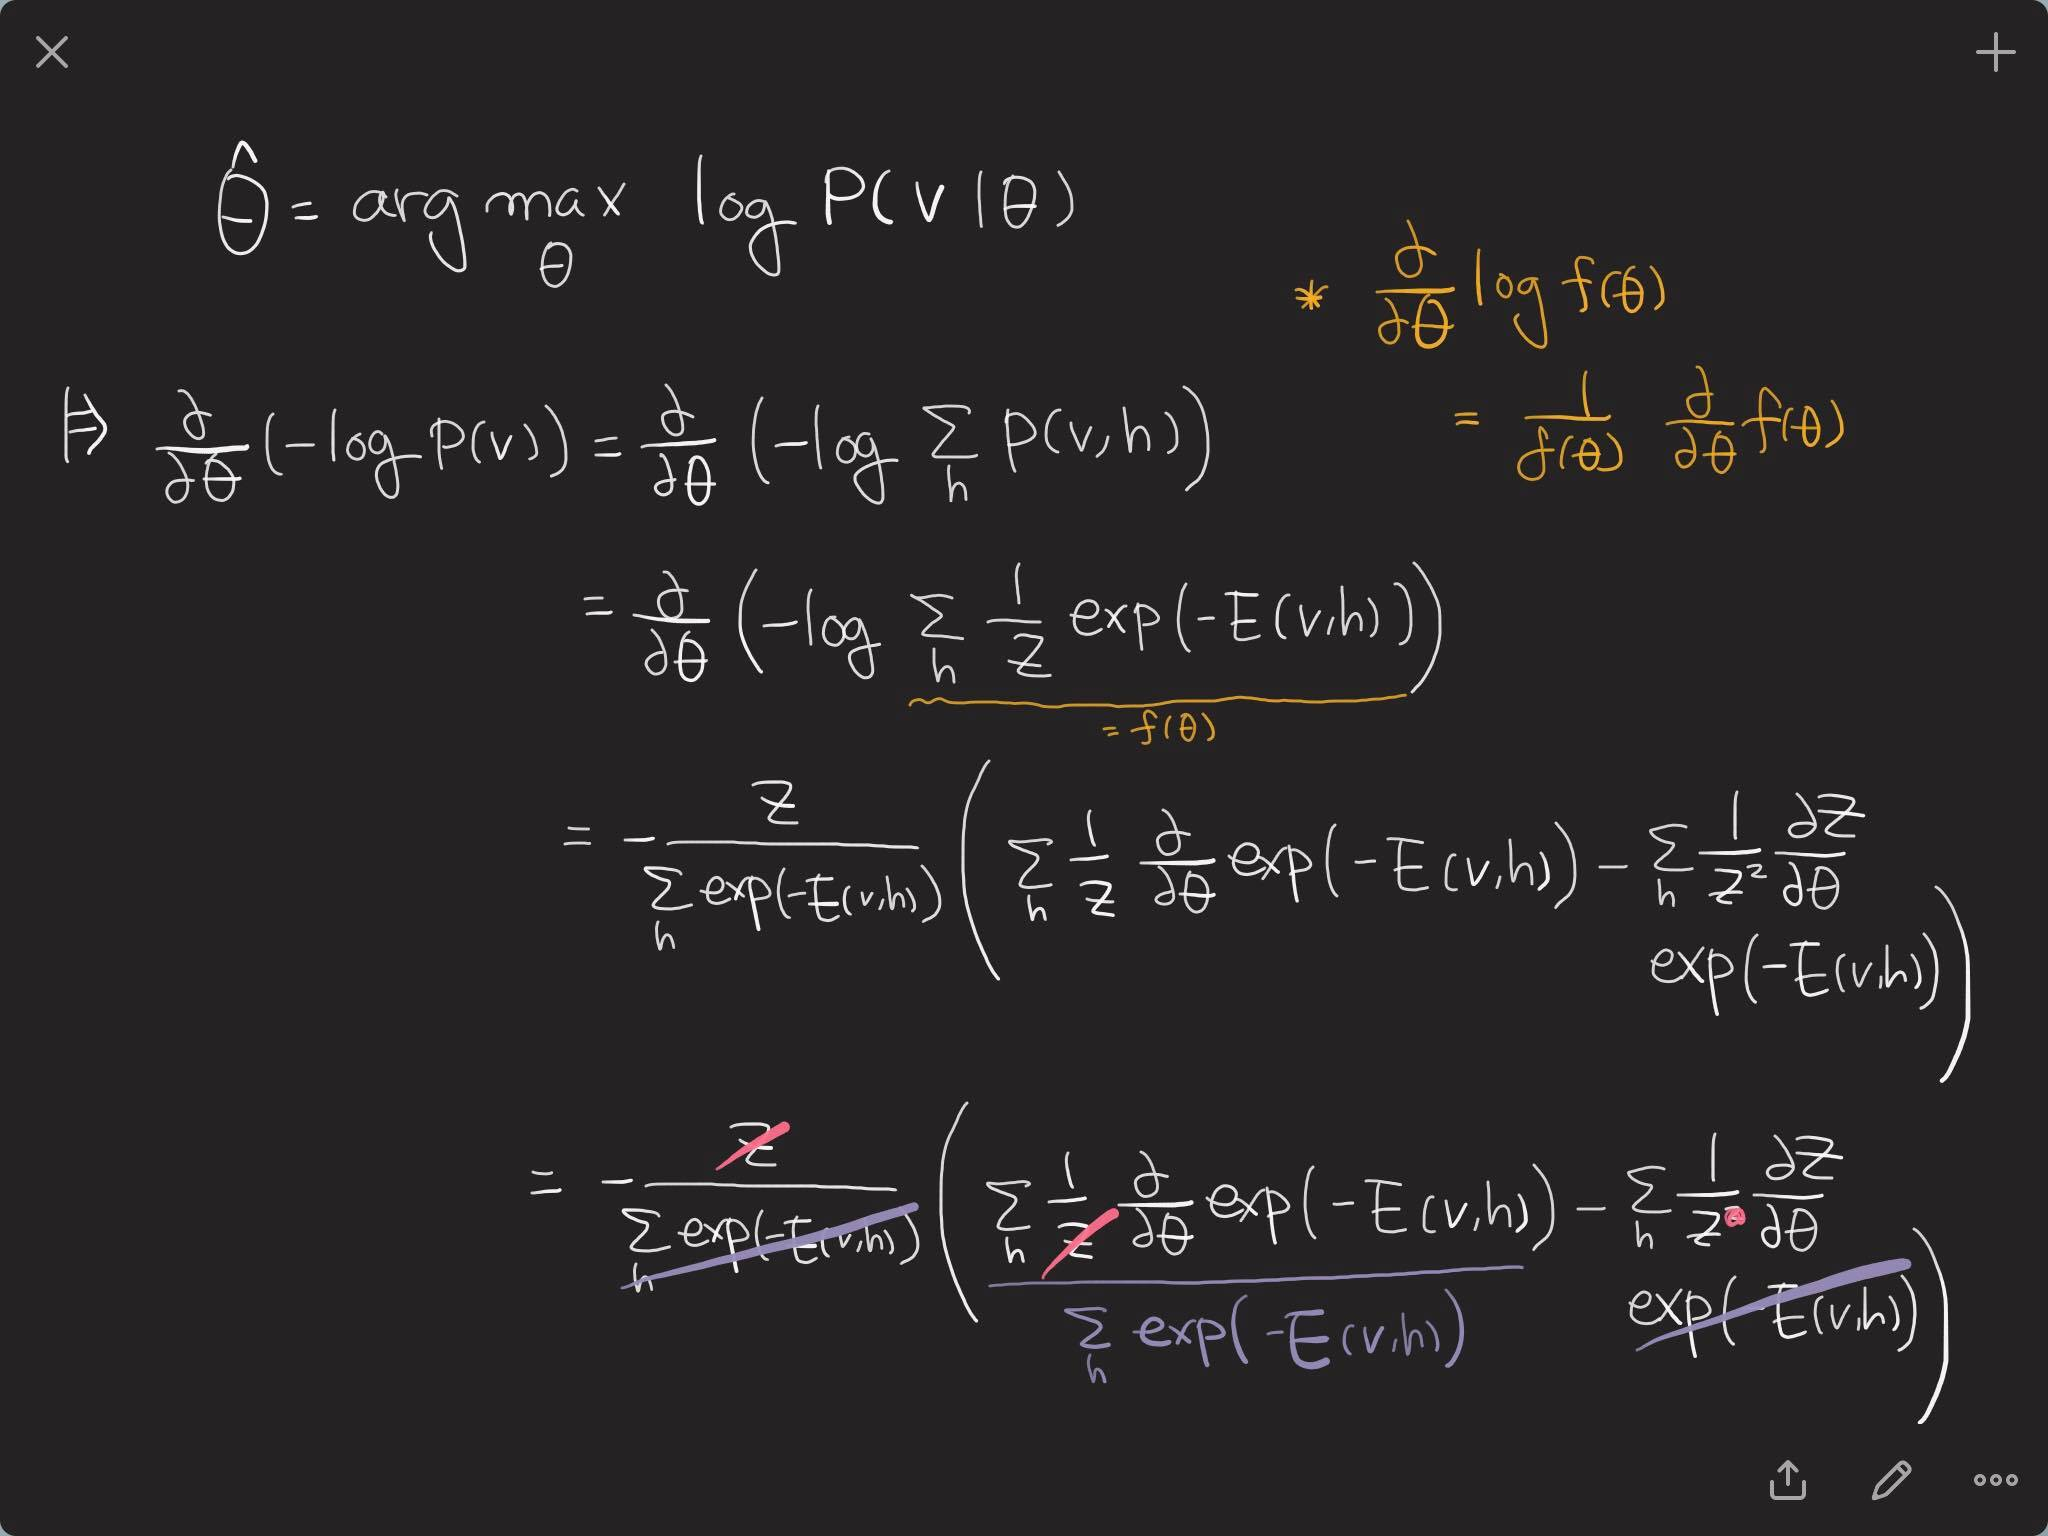 θ̂ = arg max_θ log P(v|θ)
* ∂/∂θ log f(θ)
= 1/f(θ) ∂/∂θ f(θ)
⊨> ∂/∂θ (-log P(v)) = ∂/∂θ (-log Σ_h P(v,h))
= ∂/∂θ (-log Σ_h 1/Z exp(-E(v,h)))
= f(θ)
= - Z / Σ_h exp(-E(v,h)) ( Σ_h 1/Z ∂/∂θ exp(-E(v,h)) - Σ_h 1/Z² ∂Z/∂θ
exp(-E(v,h)) )
= - Z / Σ_h exp(-E(v,h)) ( Σ_h 1/Z ∂/∂θ exp(-E(v,h)) - Σ_h 1/Z² ∂Z/∂θ
Σ_h exp(-E(v,h))
exp(-E(v,h)) )